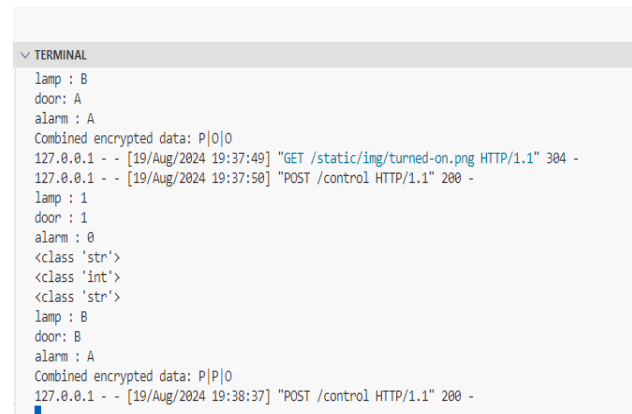 TERMINAL
lamp : B
door: A
alarm : A
Combined encrypted data: P|O|O
127.0.0.1 - - [19/Aug/2024 19:37:49] "GET /static/img/turned-on.png HTTP/1.1" 304 -
127.0.0.1 - - [19/Aug/2024 19:37:50] "POST /control HTTP/1.1" 200 -
lamp : 1
door : 1
alarm : 0
<class 'str'>
<class 'int'>
<class 'str'>
lamp : B
door: B
alarm : A
Combined encrypted data: P|P|O
127.0.0.1 - - [19/Aug/2024 19:38:37] "POST /control HTTP/1.1" 200 -